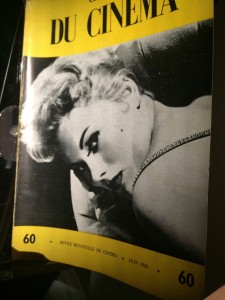 DU CINÉMA
60
REVUE MENSUELLE DE CINÉMA • JUIN 1956
60